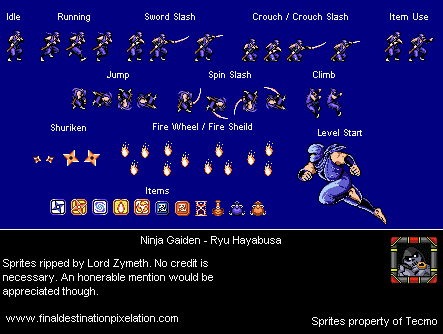 Idle
Running
Sword Slash
Crouch / Crouch Slash
Item Use
Jump
Spin Slash
Climb
Shuriken
Fire Wheel / Fire Sheild
Level Start
Items
Ninja Gaiden - Ryu Hayabusa
Sprites ripped by Lord Zymeth. No credit is
necessary. An honerable mention would be
appreciated though.
www.finaldestinationpixelation.com
Sprites property of Tecmo